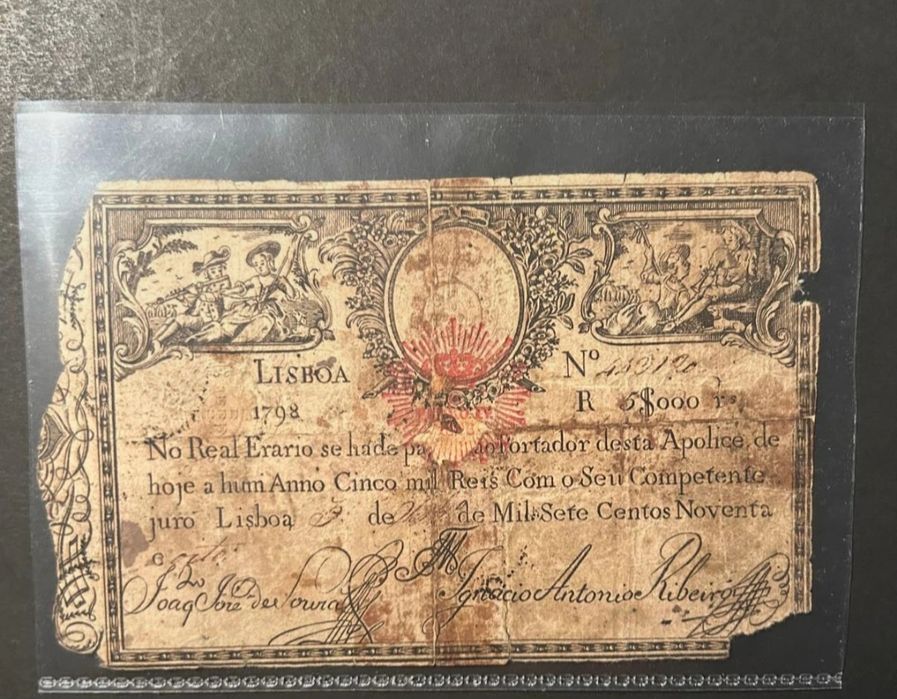 LISBOA Nº
1798 R 5$000 rs
No Real Erario se hade pa ao Portador desta Apolice, de
hoje a hum Anno Cinco mil Reis Com o Seu Competente
juro Lisboa de de Mil Sete Centos Noventa
e oito
Joaq José de Souza Ignacio Antonio Ribeiro